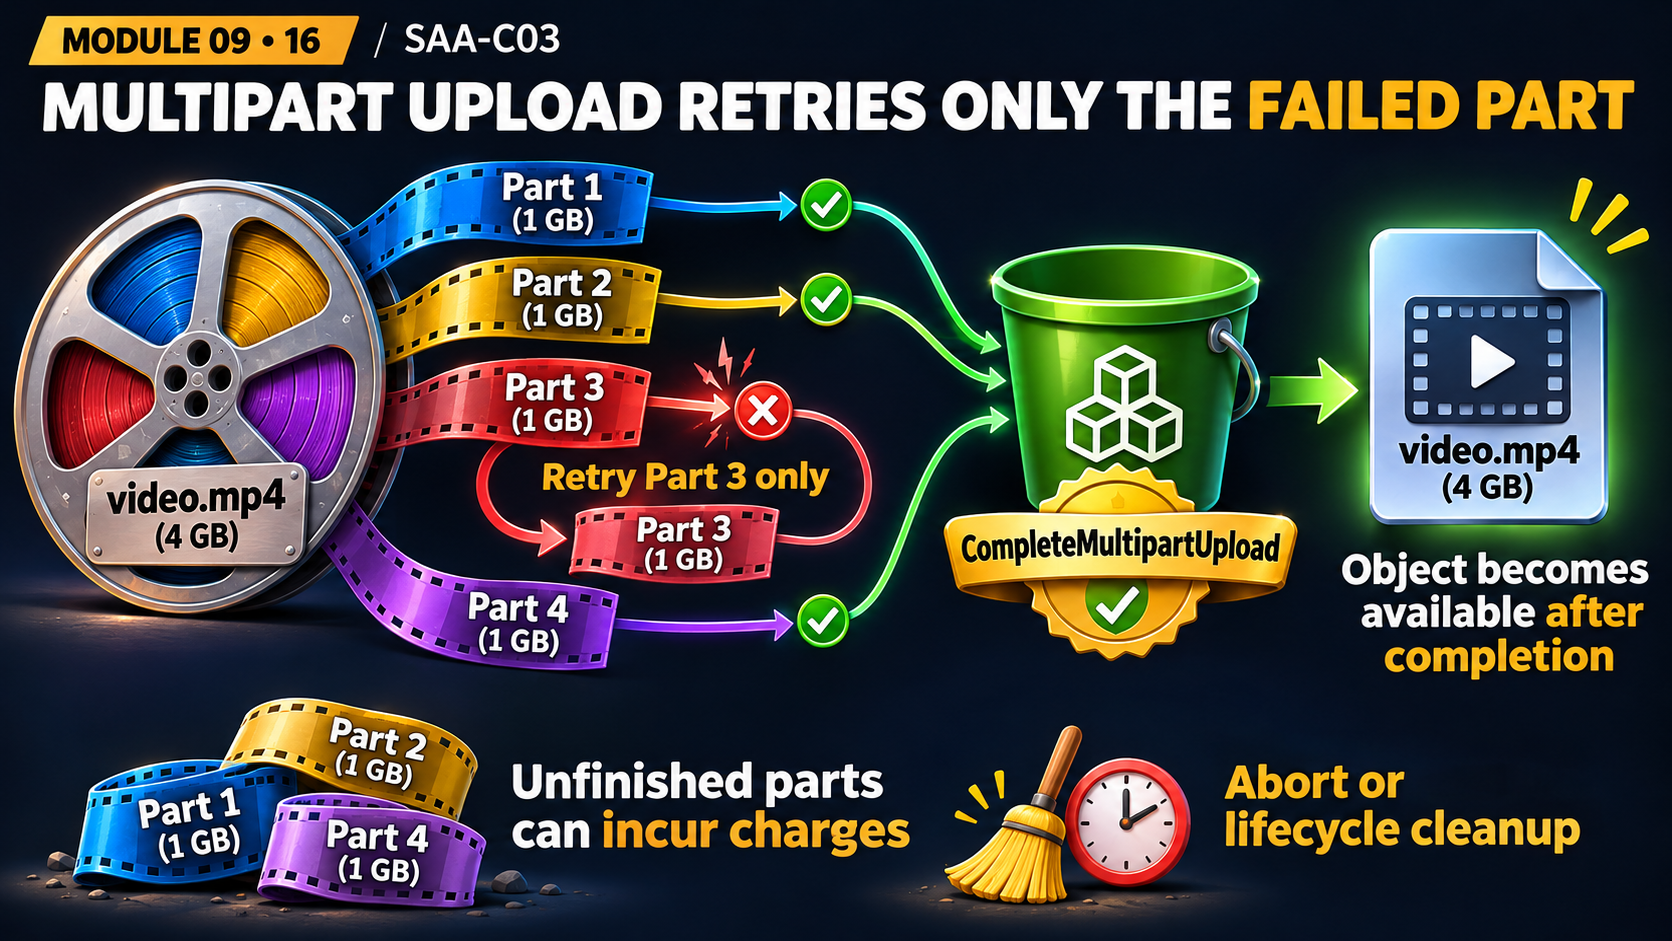 MODULE 09 • 16 / SAA-C03
MULTIPART UPLOAD RETRIES ONLY THE FAILED PART
video.mp4
(4 GB)
Part 1
(1 GB)
Part 2
(1 GB)
Part 3
(1 GB)
Retry Part 3 only
Part 3
(1 GB)
Part 4
(1 GB)
CompleteMultipartUpload
video.mp4
(4 GB)
Object becomes
available after
completion
Part 2
(1 GB)
Part 1
(1 GB)
Part 4
(1 GB)
Unfinished parts
can incur charges
Abort or
lifecycle cleanup